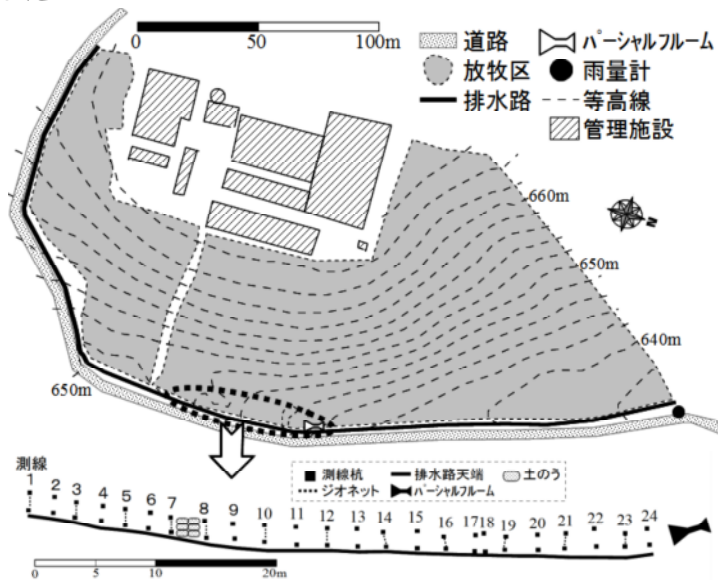 0 50 100m
道路 パーシャルフルーム
放牧区 雨量計
排水路 等高線
管理施設
660m
N
650m
640m
650m
測線
測線杭 排水路天端 土のう
ジオネット パーシャルフルーム
1 2 3 4 5 6 7 8 9 10 11 12 13 14 15 16 17 18 19 20 21 22 23 24
0 5 10 20m